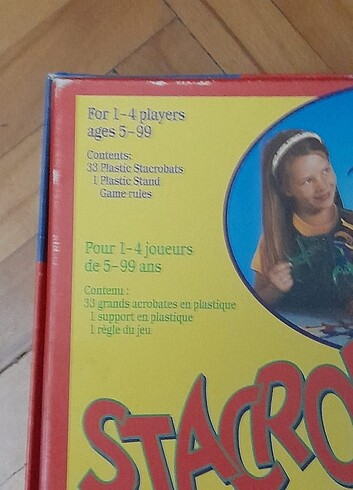 For 1-4 players
ages 5-99
Contents:
33 Plastic Stacrobats
1 Plastic Stand
Game rules
Pour 1-4 joueurs
de 5-99 ans
Contenu :
33 grands acrobates en plastique
1 support en plastique
1 règle du jeu
STACRO